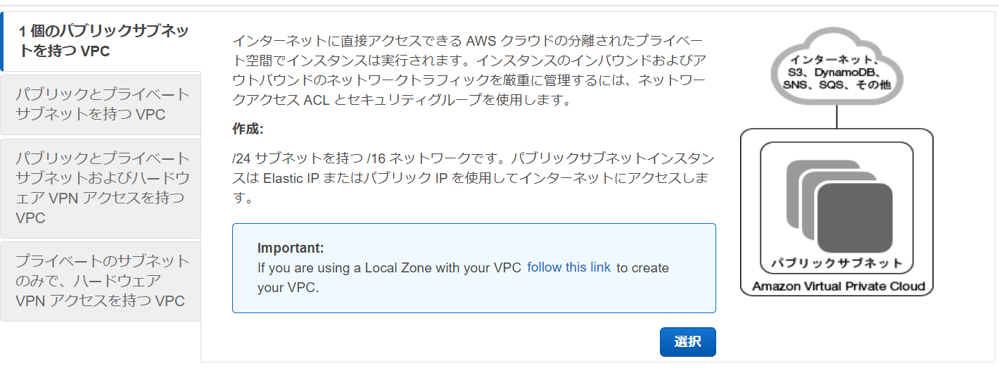 1 個のパブリックサブネッ
トを持つ VPC
パブリックとプライベート
サブネットを持つ VPC
パブリックとプライベート
サブネットおよびハードウ
ェア VPN アクセスを持つ
VPC
プライベートのサブネット
のみで、ハードウェア
VPN アクセスを持つ VPC
インターネットに直接アクセスできる AWS クラウドの分離されたプライベー
ト空間でインスタンスは実行されます。インスタンスのインバウンドおよびア
ウトバウンドのネットワークトラフィックを厳重に管理するには、ネットワー
クアクセス ACL とセキュリティグループを使用します。
作成:
/24 サブネットを持つ /16 ネットワークです。パブリックサブネットインスタン
スは Elastic IP またはパブリック IP を使用してインターネットにアクセスしま
す。
Important:
If you are using a Local Zone with your VPC follow this link to create
your VPC.
選択
インターネット、
S3、DynamoDB、
SNS、SQS、その他
パブリックサブネット
Amazon Virtual Private Cloud